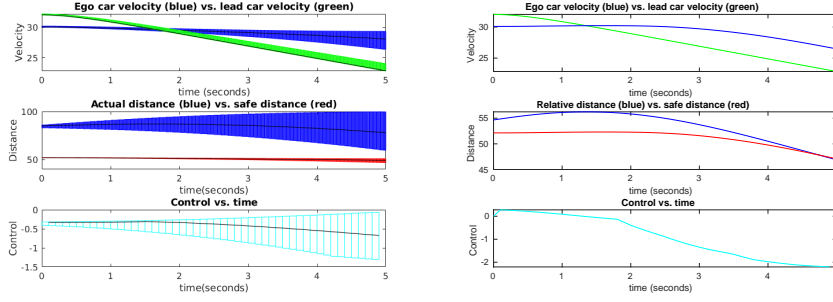 Ego car velocity (blue) vs. lead car velocity (green)
Velocity
30
25
0 1 2 3 4 5
time (seconds)
Actual distance (blue) vs. safe distance (red)
Distance
100
50
0 1 2 3 4 5
time(seconds)
Control vs. time
Control
0
-0.5
-1
-1.5
0 1 2 3 4 5
time(seconds)
Ego car velocity (blue) vs. lead car velocity (green)
Velocity
30
25
0 1 2 3 4
time (seconds)
Relative distance (blue) vs. safe distance (red)
Distance
55
50
45
0 1 2 3 4
time(seconds)
Control vs. time
Control
0
-1
-2
0 1 2 3 4
time(seconds)